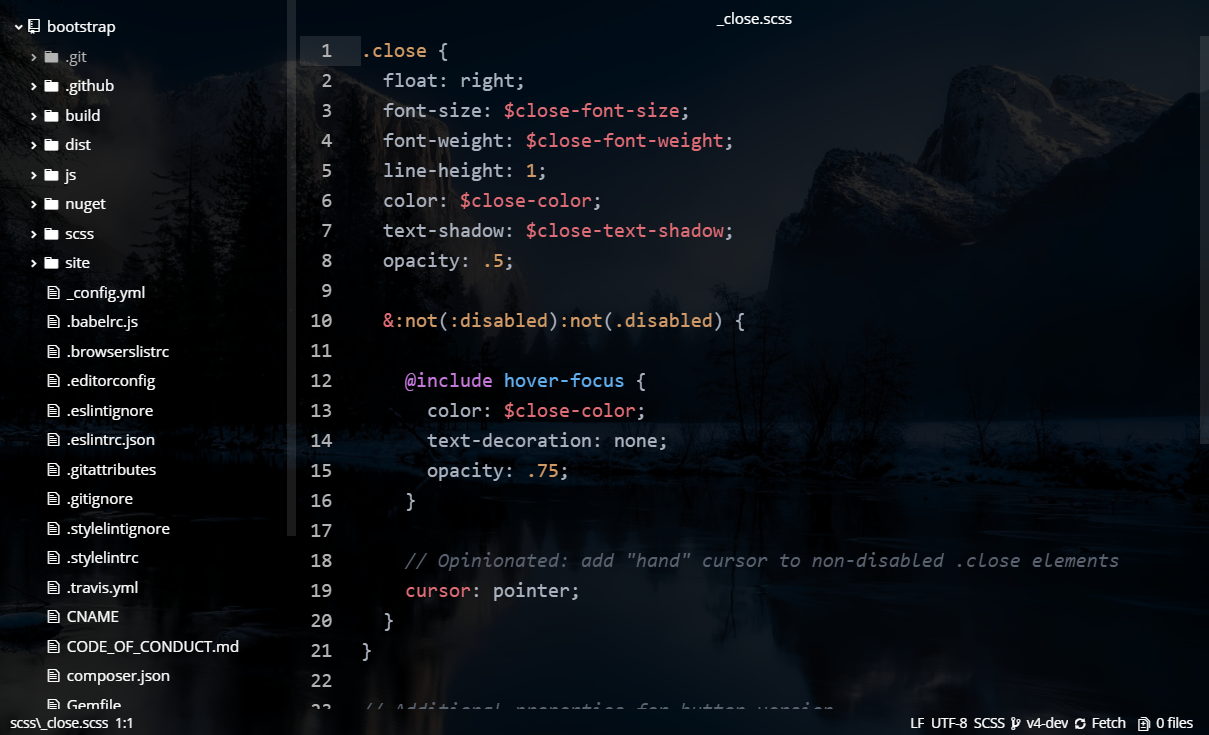 bootstrap
.git
.github
build
dist
js
nuget
scss
site
_config.yml
.babelrc.js
.browserslistrc
.editorconfig
.eslintignore
.eslintrc.json
.gitattributes
.gitignore
.stylelintignore
.stylelintrc
.travis.yml
CNAME
CODE_OF_CONDUCT.md
composer.json
Gemfile
_close.scss
1 .close {
2 float: right;
3 font-size: $close-font-size;
4 font-weight: $close-font-weight;
5 line-height: 1;
6 color: $close-color;
7 text-shadow: $close-text-shadow;
8 opacity: .5;
9
10 &:not(:disabled):not(.disabled) {
11
12 @include hover-focus {
13 color: $close-color;
14 text-decoration: none;
15 opacity: .75;
16 }
17
18 // Opinionated: add "hand" cursor to non-disabled .close elements
19 cursor: pointer;
20 }
21 }
22
23 // Additional properties for button version
scss\_close.scss 1:1
LF UTF-8 SCSS v4-dev Fetch 0 files